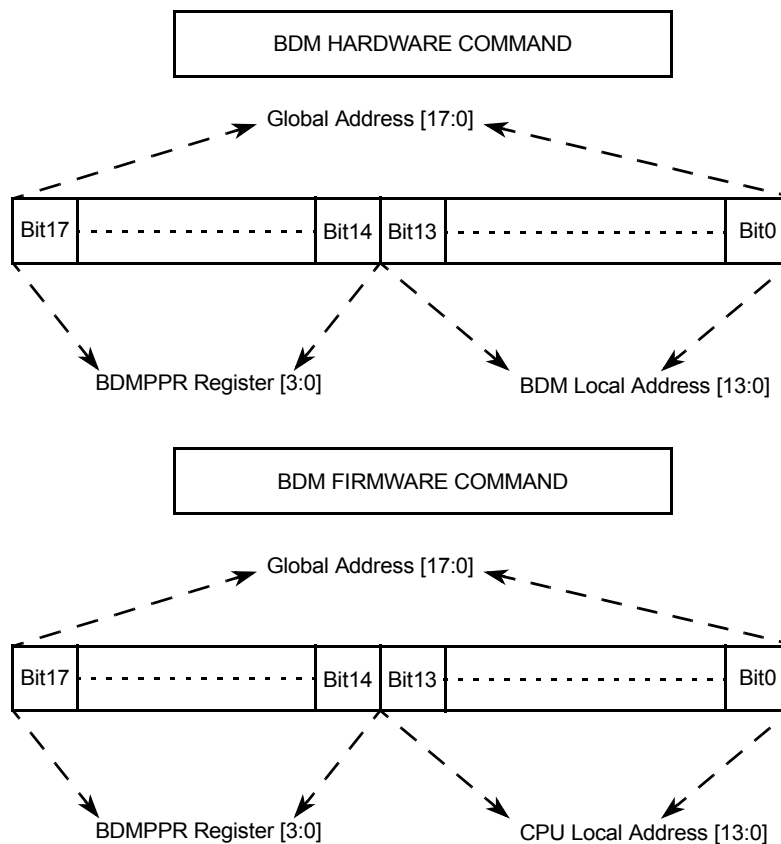 BDM HARDWARE COMMAND
Global Address [17:0]
Bit17 Bit14 Bit13 Bit0
BDMPPR Register [3:0] BDM Local Address [13:0]
BDM FIRMWARE COMMAND
Global Address [17:0]
Bit17 Bit14 Bit13 Bit0
BDMPPR Register [3:0] CPU Local Address [13:0]